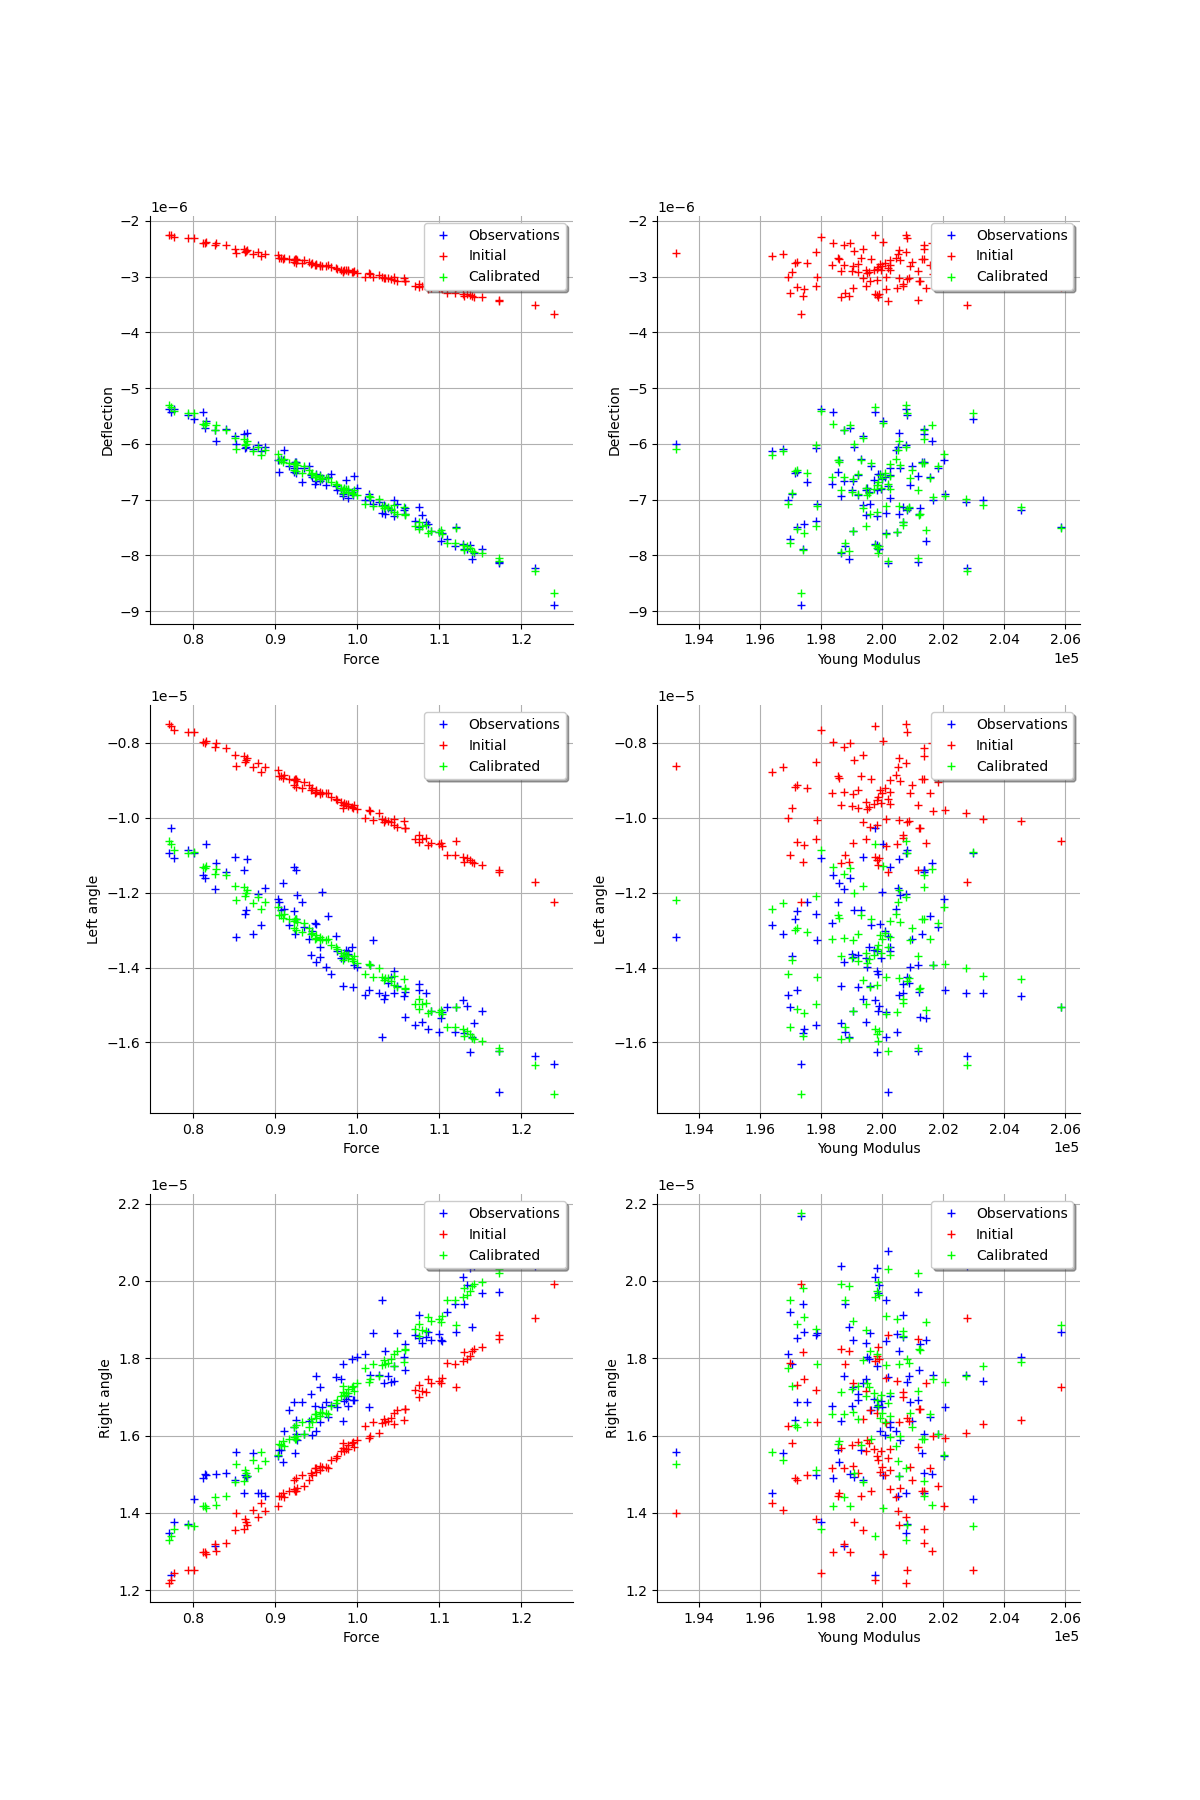 1e−6
−2
−3
−4
−5
−6
−7
−8
−9
Deflection
0.8 0.9 1.0 1.1 1.2
Force
Observations
Initial
Calibrated
1e−6
−2
−3
−4
−5
−6
−7
−8
−9
Deflection
1.94 1.96 1.98 2.00 2.02 2.04 2.06
1e5
Young Modulus
Observations
Initial
Calibrated
1e−5
−0.8
−1.0
−1.2
−1.4
−1.6
Left angle
0.8 0.9 1.0 1.1 1.2
Force
Observations
Initial
Calibrated
1e−5
−0.8
−1.0
−1.2
−1.4
−1.6
Left angle
1.94 1.96 1.98 2.00 2.02 2.04 2.06
1e5
Young Modulus
Observations
Initial
Calibrated
1e−5
2.2
2.0
1.8
1.6
1.4
1.2
Right angle
0.8 0.9 1.0 1.1 1.2
Force
Observations
Initial
Calibrated
1e−5
2.2
2.0
1.8
1.6
1.4
1.2
Right angle
1.94 1.96 1.98 2.00 2.02 2.04 2.06
1e5
Young Modulus
Observations
Initial
Calibrated